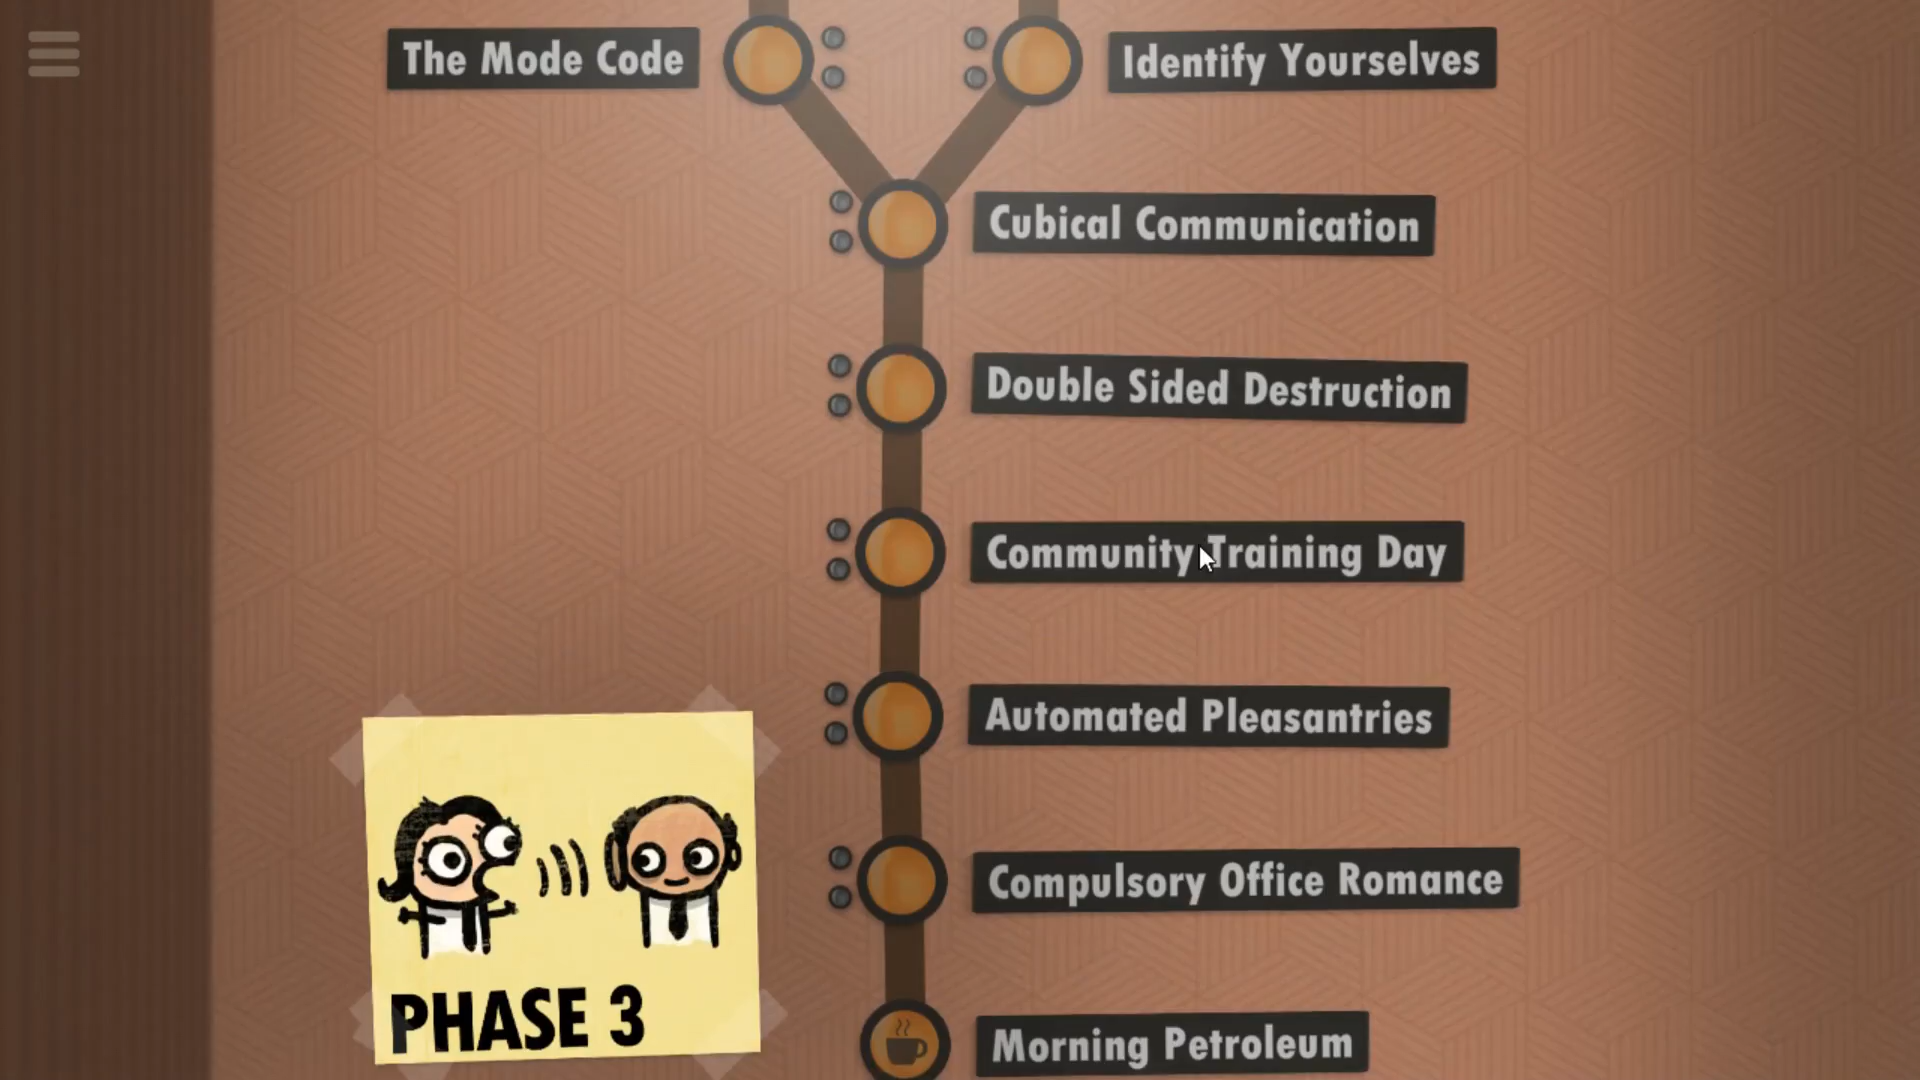 The Mode Code
Identify Yourselves
Cubical Communication
Double Sided Destruction
Community Training Day
Automated Pleasantries
Compulsory Office Romance
PHASE 3
Morning Petroleum